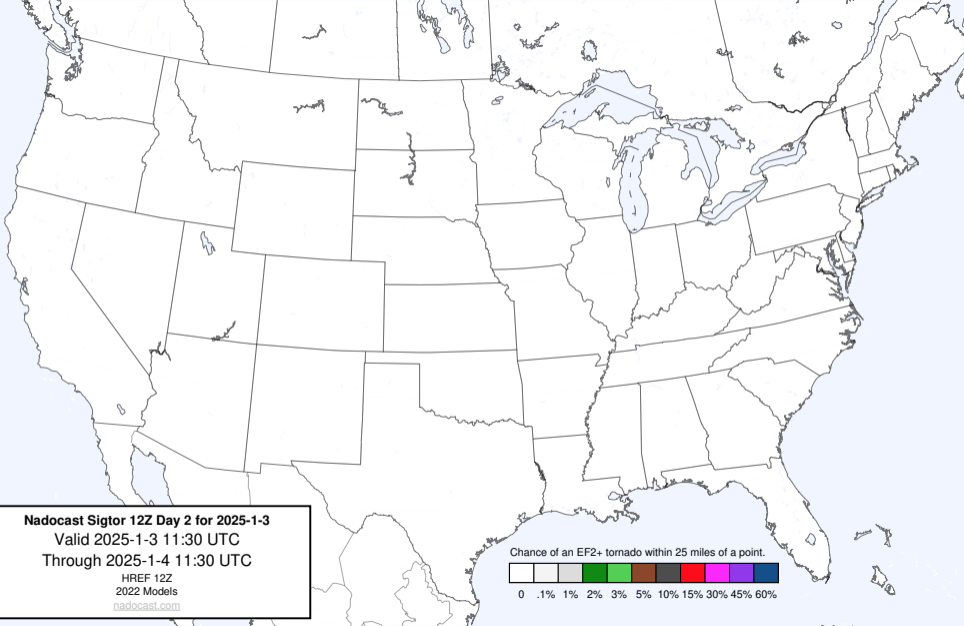 Nadocast Sigtor 12Z Day 2 for 2025-1-3
Valid 2025-1-3 11:30 UTC
Through 2025-1-4 11:30 UTC
HREF 12Z
2022 Models
nadocast.com
Chance of an EF2+ tornado within 25 miles of a point.
0 .1% 1% 2% 3% 5% 10% 15% 30% 45% 60%